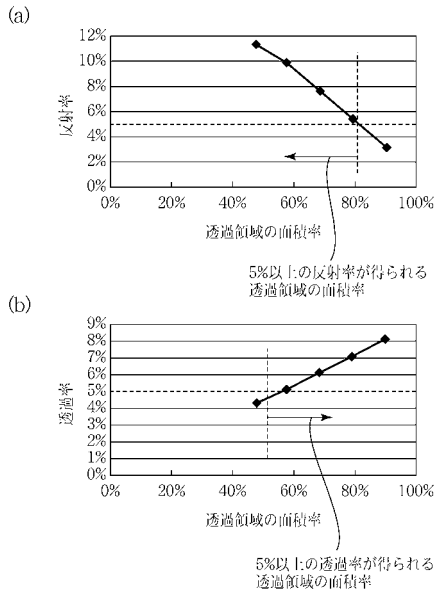 (a)
12%
10%
8%
6%
4%
2%
0%
反射率
0%
20%
40%
60%
80%
100%
透過領域の面積率
5%以上の反射率が得られる
透過領域の面積率
(b)
9%
8%
7%
6%
5%
4%
3%
2%
1%
0%
透過率
0%
20%
40%
60%
80%
100%
透過領域の面積率
5%以上の透過率が得られる
透過領域の面積率